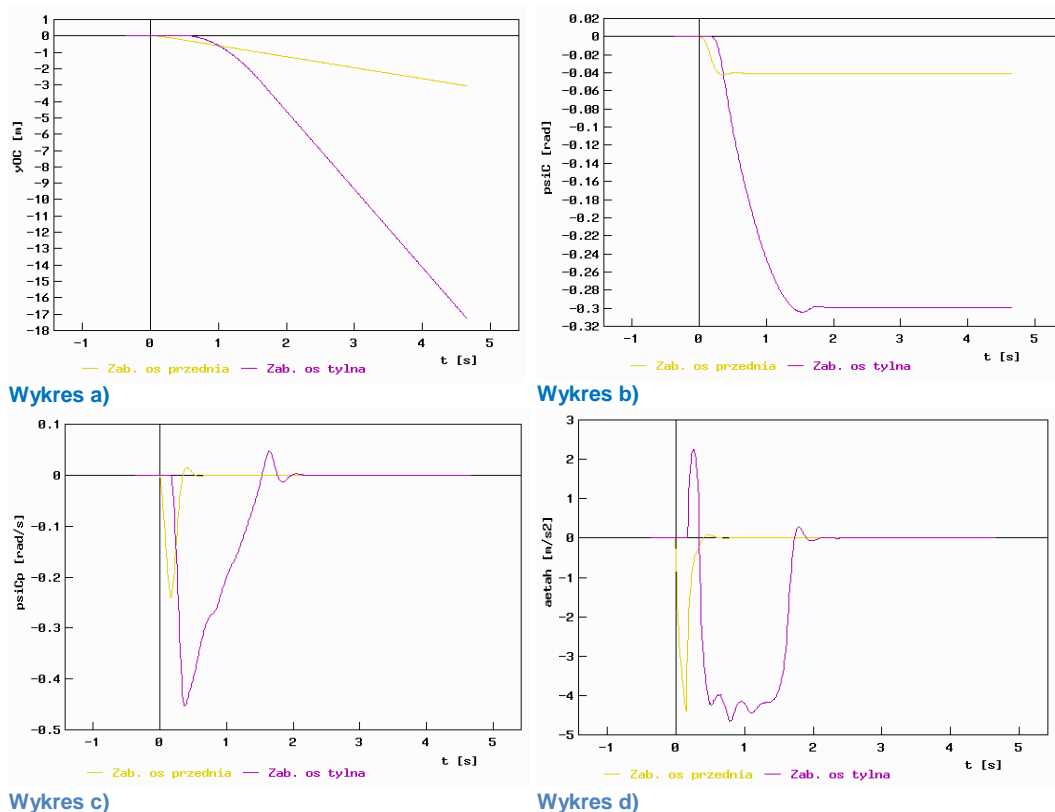 1
0
-1
-2
-3
-4
-5
-6
-7
-8
-9
-10
-11
-12
-13
-14
-15
-16
-17
-18
yOC [m]
-1 0 1 2 3 4 5
t [s]
Zab. os przednia Zab. os tylna
Wykres a)
0.02
0
-0.02
-0.04
-0.06
-0.08
-0.1
-0.12
-0.14
-0.16
-0.18
-0.2
-0.22
-0.24
-0.26
-0.28
-0.3
-0.32
psiC [rad]
-1 0 1 2 3 4 5
t [s]
Zab. os przednia Zab. os tylna
Wykres b)
0.1
0
-0.1
-0.2
-0.3
-0.4
-0.5
psiCp [rad/s]
-1 0 1 2 3 4 5
t [s]
Zab. os przednia Zab. os tylna
Wykres c)
3
2
1
0
-1
-2
-3
-4
-5
aetah [m/s2]
-1 0 1 2 3 4 5
t [s]
Zab. os przednia Zab. os tylna
Wykres d)